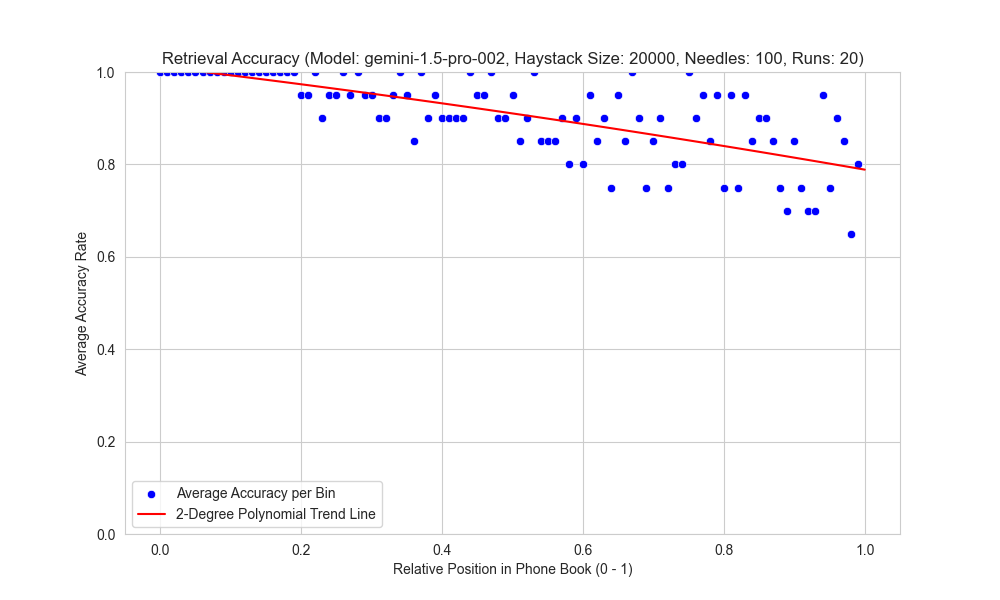 Retrieval Accuracy (Model: gemini-1.5-pro-002, Haystack Size: 20000, Needles: 100, Runs: 20)
1.0
0.8
0.6
0.4
0.2
0.0
Average Accuracy Rate
Average Accuracy per Bin
2-Degree Polynomial Trend Line
0.0 0.2 0.4 0.6 0.8 1.0
Relative Position in Phone Book (0 - 1)